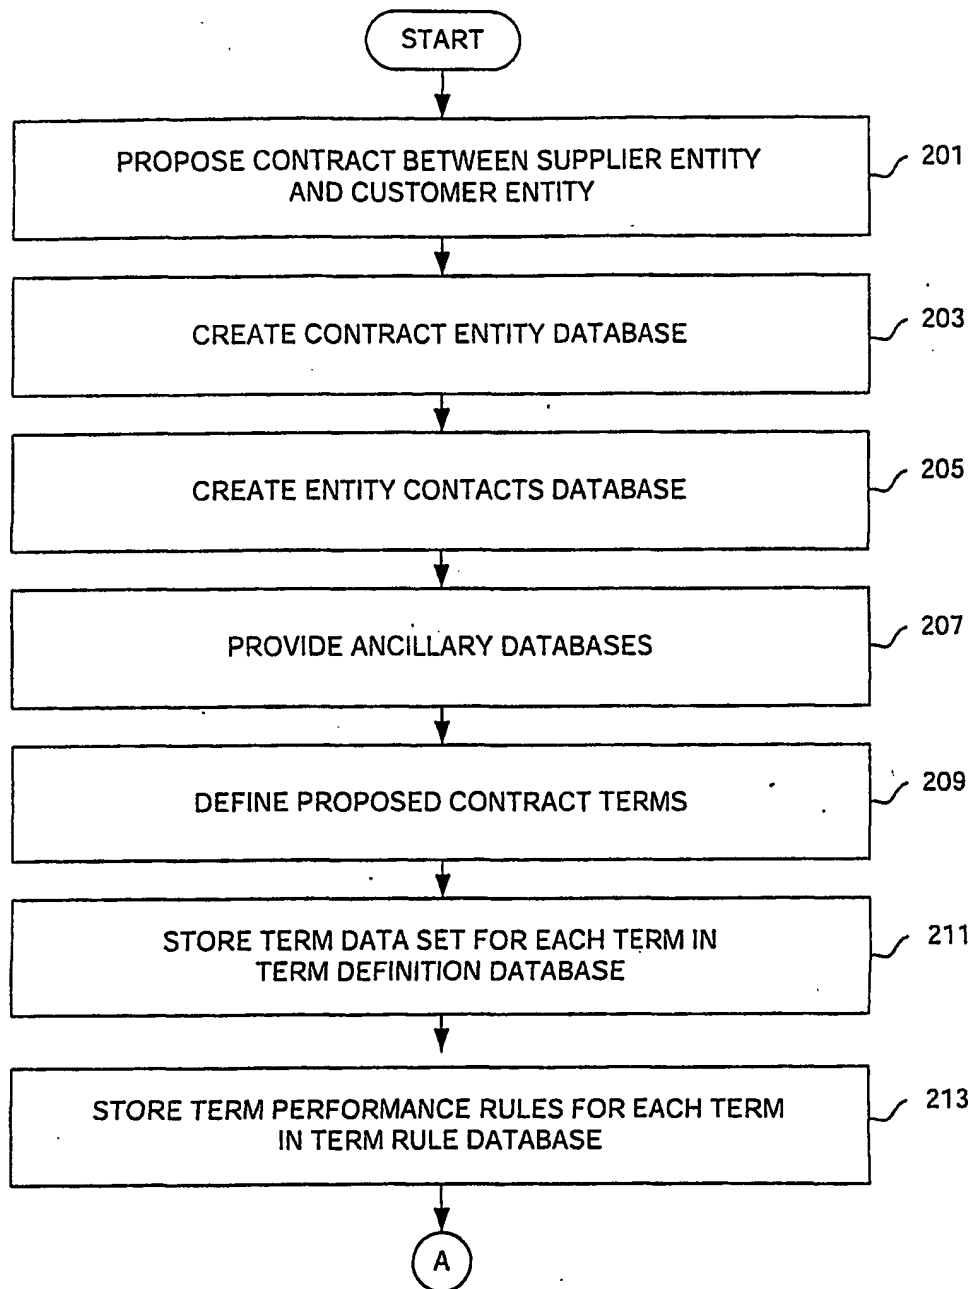 START
PROPOSE CONTRACT BETWEEN SUPPLIER ENTITY
AND CUSTOMER ENTITY
201
CREATE CONTRACT ENTITY DATABASE
203
CREATE ENTITY CONTACTS DATABASE
205
PROVIDE ANCILLARY DATABASES
207
DEFINE PROPOSED CONTRACT TERMS
209
STORE TERM DATA SET FOR EACH TERM IN
TERM DEFINITION DATABASE
211
STORE TERM PERFORMANCE RULES FOR EACH TERM
IN TERM RULE DATABASE
213
A